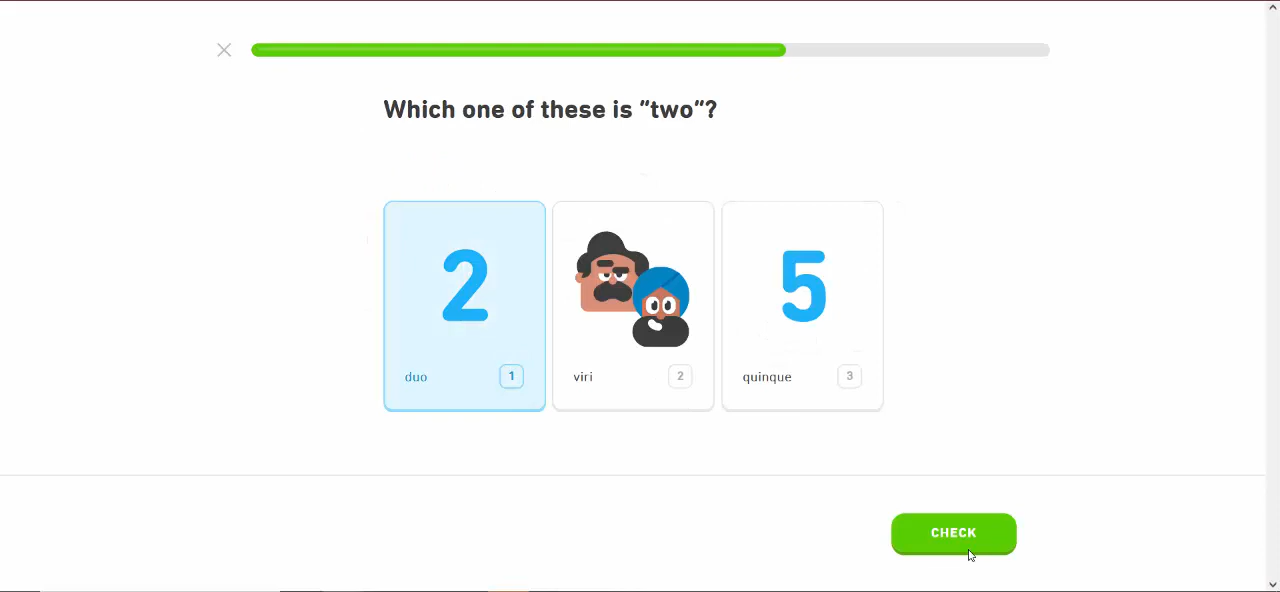 Which one of these is “two”?
2
5
duo 1
viri 2
quinque 3
CHECK